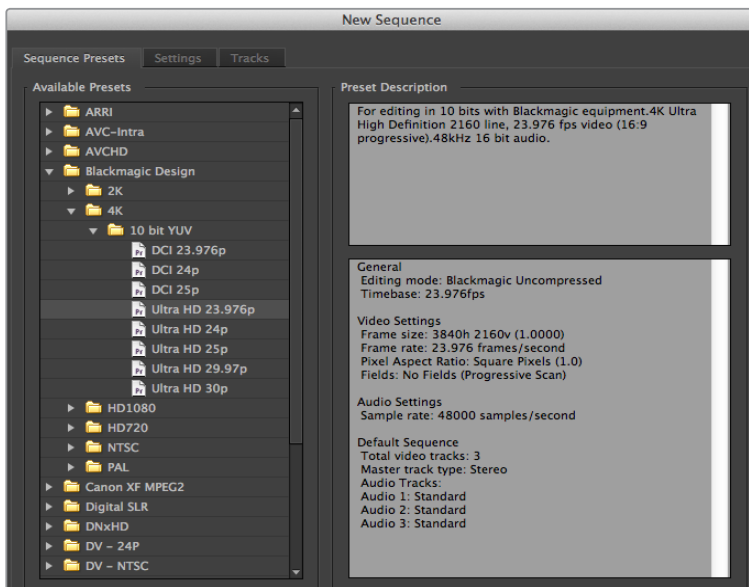 New Sequence
Sequence Presets
Settings
Tracks
Available Presets
ARRI
AVC-Intra
AVCHD
Blackmagic Design
2K
4K
10 bit YUV
DCI 23.976p
DCI 24p
DCI 25p
Ultra HD 23.976p
Ultra HD 24p
Ultra HD 25p
Ultra HD 29.97p
Ultra HD 30p
HD1080
HD720
NTSC
PAL
Canon XF MPEG2
Digital SLR
DNxHD
DV - 24P
DV - NTSC
Preset Description
For editing in 10 bits with Blackmagic equipment.4K Ultra
High Definition 2160 line, 23.976 fps video (16:9
progressive).48kHz 16 bit audio.
General
Editing mode: Blackmagic Uncompressed
Timebase: 23.976fps
Video Settings
Frame size: 3840h 2160v (1.0000)
Frame rate: 23.976 frames/second
Pixel Aspect Ratio: Square Pixels (1.0)
Fields: No Fields (Progressive Scan)
Audio Settings
Sample rate: 48000 samples/second
Default Sequence
Total video tracks: 3
Master track type: Stereo
Audio Tracks:
Audio 1: Standard
Audio 2: Standard
Audio 3: Standard